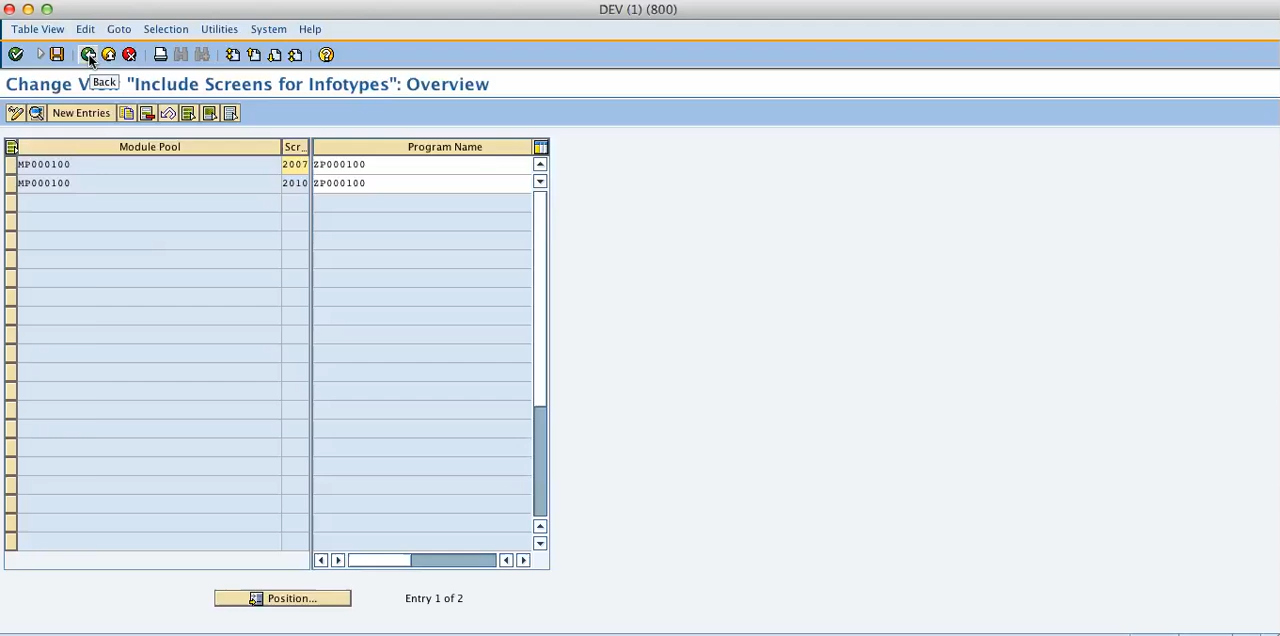 DEV (1) (800)
Table View Edit Goto Selection Utilities System Help
Change V "Include Screens for Infotypes": Overview
Back
New Entries
Module Pool Scr... Program Name
MP000100 2007 ZP000100
MP000100 2010 ZP000100
Position... Entry 1 of 2